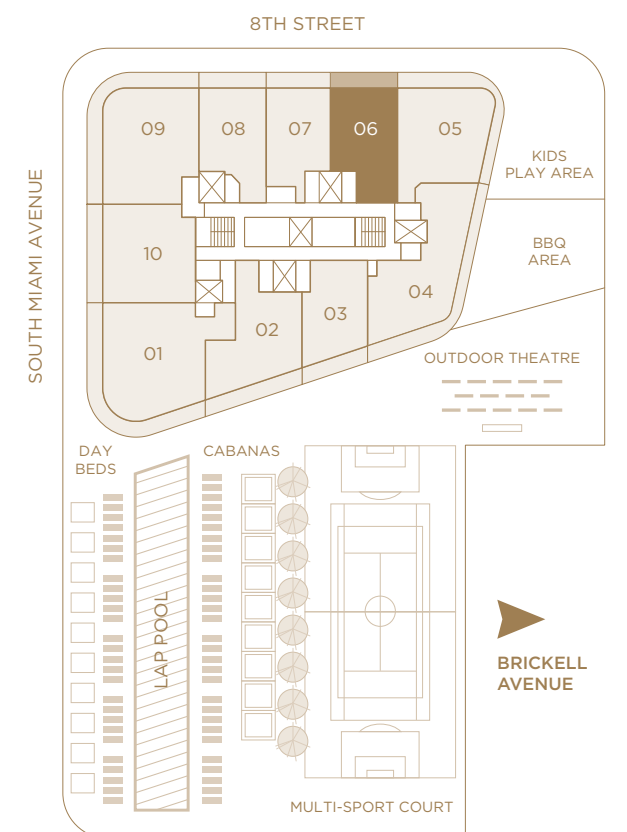 8TH STREET
SOUTH MIAMI AVENUE
09
08
07
06
05
KIDS
PLAY AREA
10
BBQ
AREA
04
03
02
01
OUTDOOR THEATRE
DAY
BEDS
CABANAS
LAP POOL
BRICKELL
AVENUE
MULTI-SPORT COURT